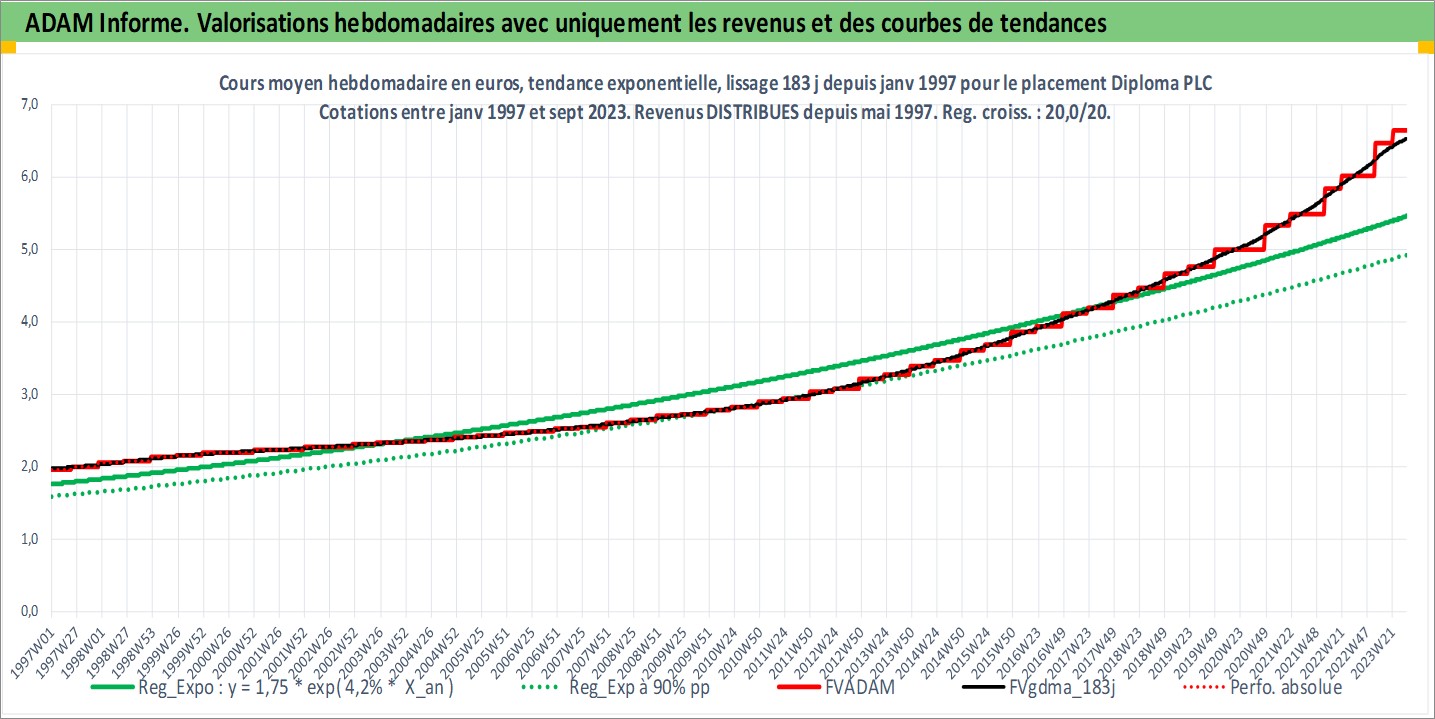 ADAM Informe. Valorisations hebdomadaires avec uniquement les revenus et des courbes de tendances
Cours moyen hebdomadaire en euros, tendance exponentielle, lissage 183 j depuis janv 1997 pour le placement Diploma PLC
Cotations entre janv 1997 et sept 2023. Revenus DISTRIBUES depuis mai 1997. Reg. croiss. : 20,0/20.
7,0
6,0
5,0
4,0
3,0
2,0
1,0
0,0
1997W01
1997W27
1998W01
1998W27
1998W53
1999W26
1999W52
2000W26
2000W52
2001W26
2001W52
2002W26
2002W52
2003W26
2003W52
2004W26
2004W52
2005W25
2005W51
2006W25
2006W51
2007W25
2007W51
2008W25
2008W51
2009W25
2009W51
2010W24
2010W50
2011W24
2011W50
2012W24
2012W50
2013W24
2013W50
2014W24
2014W50
2015W24
2015W50
2016W23
2016W49
2017W23
2017W49
2018W23
2018W49
2019W23
2019W49
2020W23
2020W49
2021W22
2021W48
2022W21
2022W47
2023W21
Reg_Expo : y = 1,75 * exp( 4,2% * X_an )
Reg_Exp à 90% pp
FVADAM
FVgdma_183j
Perfo. absolue